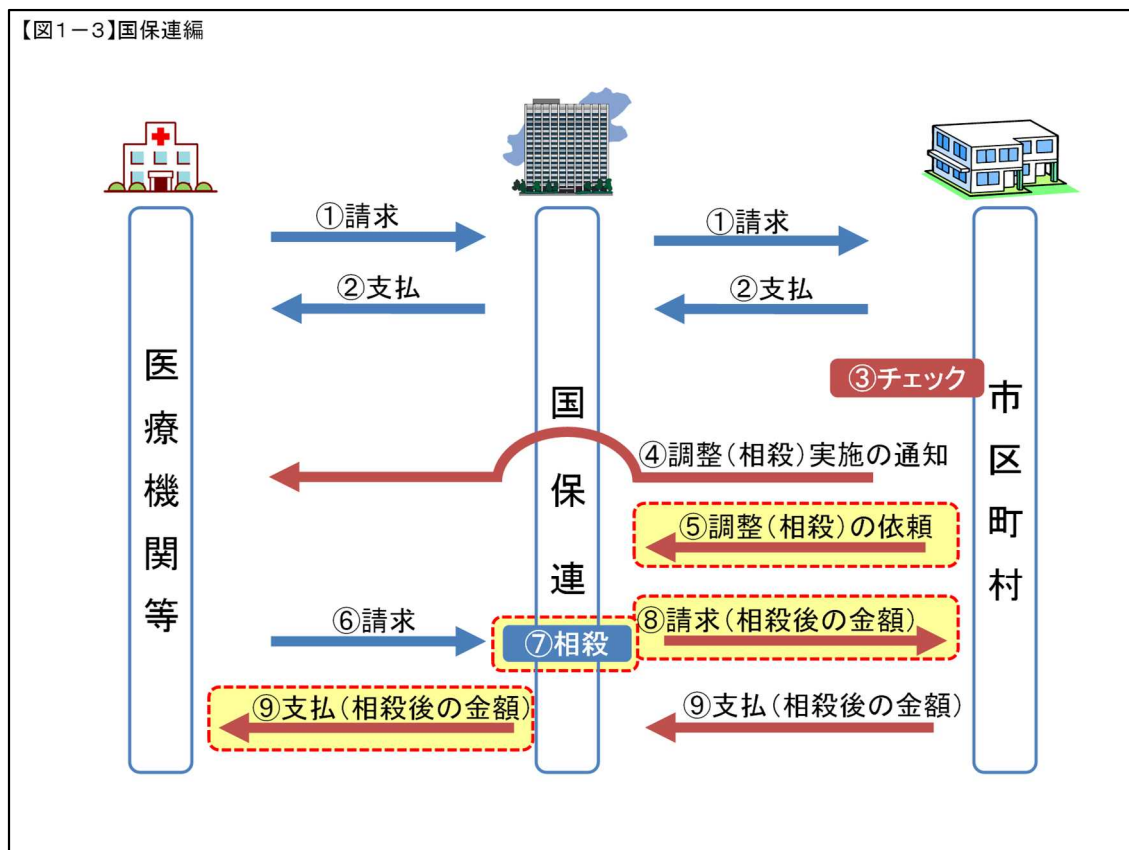 【図1-3】国保連編
①請求
①請求
②支払
②支払
③チェック
医療機関等
国保連
市区町村
④調整(相殺)実施の通知
⑤調整(相殺)の依頼
⑥請求
⑦相殺
⑧請求(相殺後の金額)
⑨支払(相殺後の金額)
⑨支払(相殺後の金額)